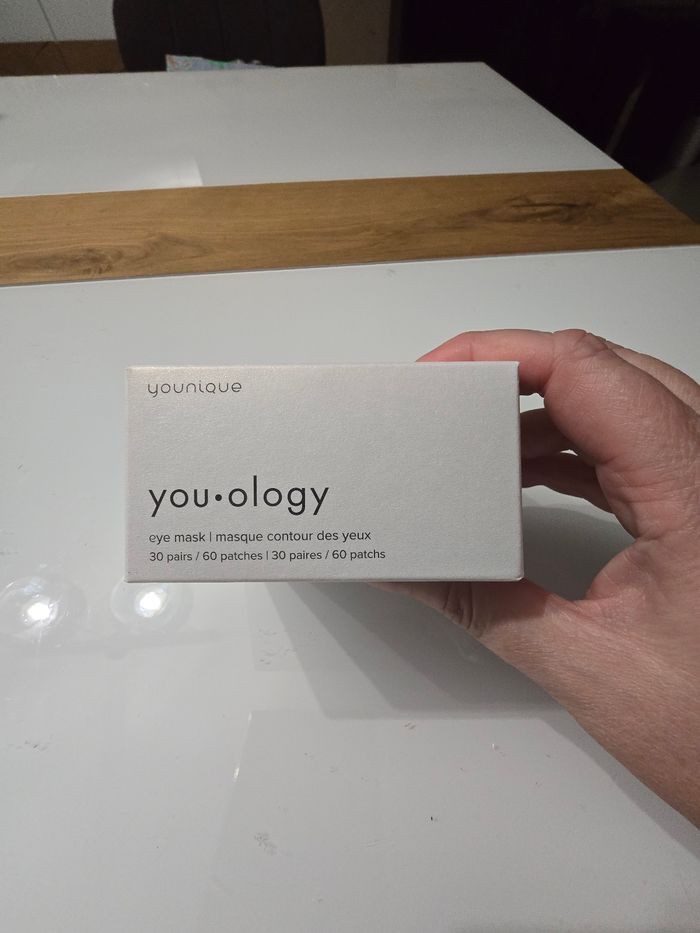 younique
you•ology
eye mask | masque contour des yeux
30 pairs / 60 patches | 30 paires / 60 patchs